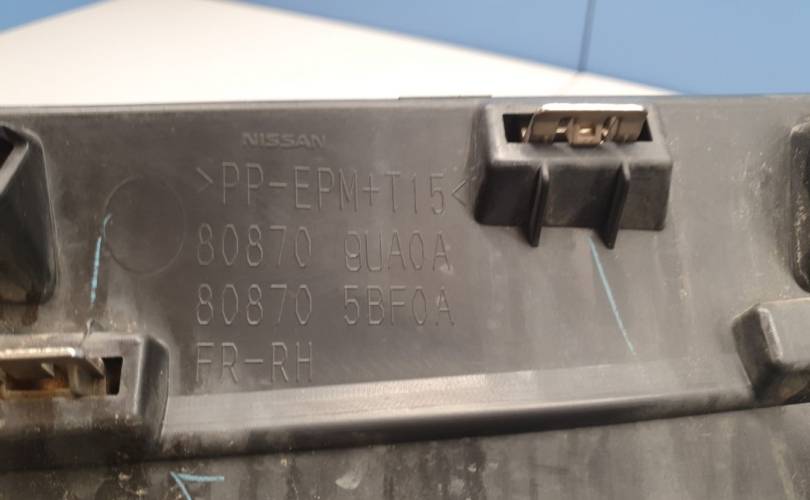 NISSAN
>PP-EPM+T15<
80870 9UA0A
80870 5BF0A
FR-RH